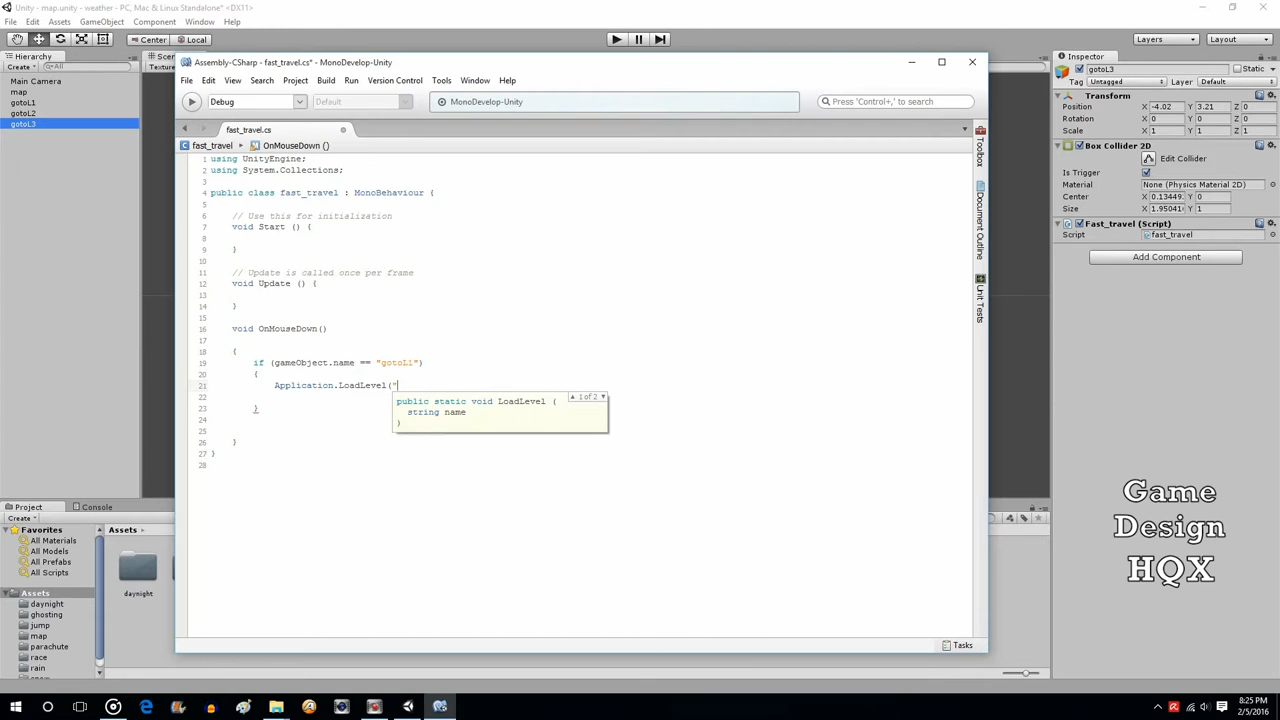 Unity - map.unity - weather - PC, Mac & Linux Standalone* <DX11>
File Edit Assets GameObject Component Window Help
Center Local
Layers Layout
Hierarchy
Create All
Main Camera
map
gotoL1
gotoL2
gotoL3
Scen
Texture
Assembly-CSharp - fast_travel.cs* - MonoDevelop-Unity
File Edit View Search Project Build Run Version Control Tools Window Help
Debug Default MonoDevelop-Unity Press 'Control+,' to search
fast_travel.cs
fast_travel OnMouseDown ()
1 using UnityEngine;
2 using System.Collections;
3
4 public class fast_travel : MonoBehaviour {
5
6 // Use this for initialization
7 void Start () {
8
9 }
10
11 // Update is called once per frame
12 void Update () {
13
14 }
15
16 void OnMouseDown()
17
18 {
19 if (gameObject.name == "gotoL1")
20 {
21 Application.LoadLevel("
22
23 }
24
25
26 }
27 }
28
1 of 2
public static void LoadLevel (
string name
)
Toolbox
Document Outline
Unit Tests
Tasks
Inspector
gotoL3 Static
Tag Untagged Layer Default
Transform
Position X -4.02 Y 3.21 Z 0
Rotation X 0 Y 0 Z 0
Scale X 1 Y 1 Z 1
Box Collider 2D
Edit Collider
Is Trigger
Material None (Physics Material 2D)
Center X 0.13449 Y 0
Size X 1.95041 Y 1
Fast_travel (Script)
Script fast_travel
Add Component
Game
Design
HQX
Project Console
Create
Favorites
All Materials
All Models
All Prefabs
All Scripts
Assets
daynight
ghosting
jump
map
parachute
race
rain
Assets
daynight
8:25 PM
2/5/2016